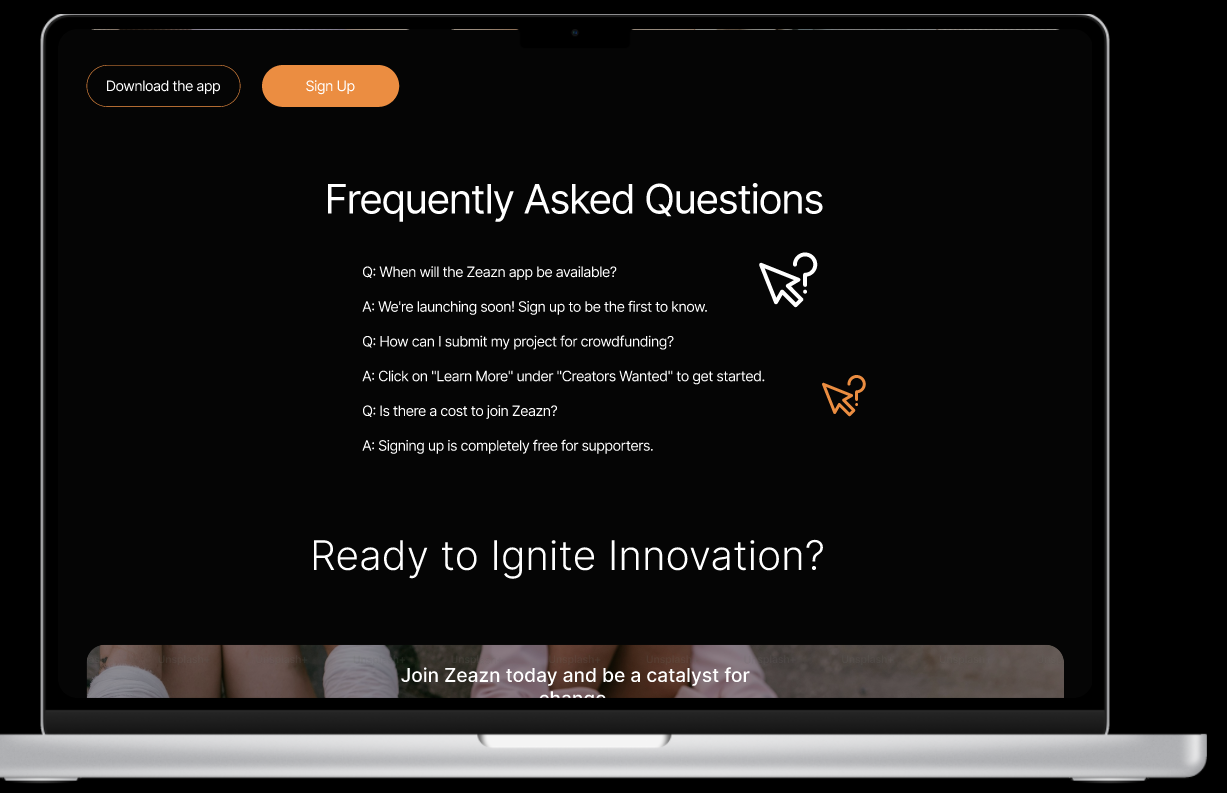 Download the app
Sign Up
Frequently Asked Questions
Q: When will the Zeazn app be available?
A: We're launching soon! Sign up to be the first to know.
Q: How can I submit my project for crowdfunding?
A: Click on "Learn More" under "Creators Wanted" to get started.
Q: Is there a cost to join Zeazn?
A: Signing up is completely free for supporters.
Ready to Ignite Innovation?
Join Zeazn today and be a catalyst for
change